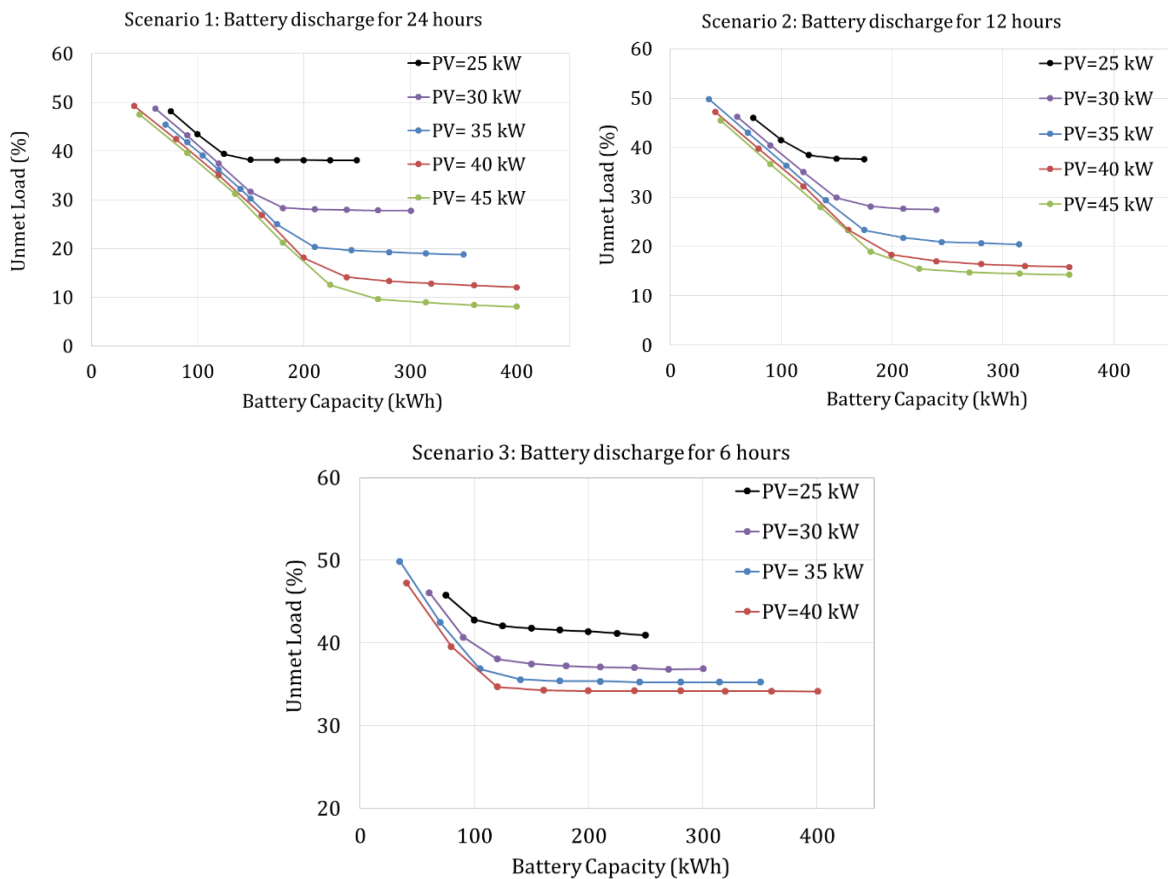 Scenario 1: Battery discharge for 24 hours
60
50
40
30
20
10
0
Unmet Load (%)
0 100 200 300 400
Battery Capacity (kWh)
PV=25 kW
PV=30 kW
PV= 35 kW
PV= 40 kW
PV= 45 kW
Scenario 2: Battery discharge for 12 hours
60
50
40
30
20
10
0
Unmet Load (%)
0 100 200 300 400
Battery Capacity (kWh)
PV=25 kW
PV=30 kW
PV=35 kW
PV=40 kW
PV=45 kW
Scenario 3: Battery discharge for 6 hours
60
50
40
30
20
Unmet Load (%)
0 100 200 300 400
Battery Capacity (kWh)
PV=25 kW
PV=30 kW
PV= 35 kW
PV=40 kW